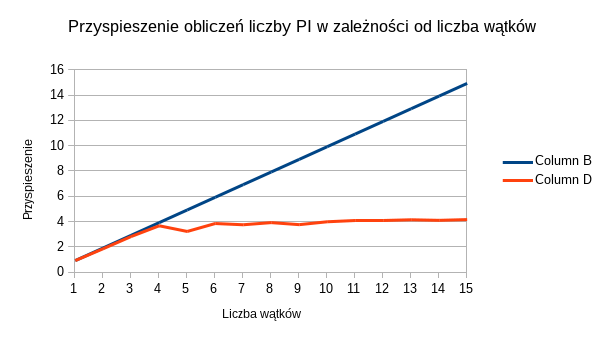 Przyspieszenie obliczeń liczby PI w zależności od liczba wątków
Przyspieszenie
16
14
12
10
8
6
4
2
0
1 2 3 4 5 6 7 8 9 10 11 12 13 14 15
Liczba wątków
Column B
Column D